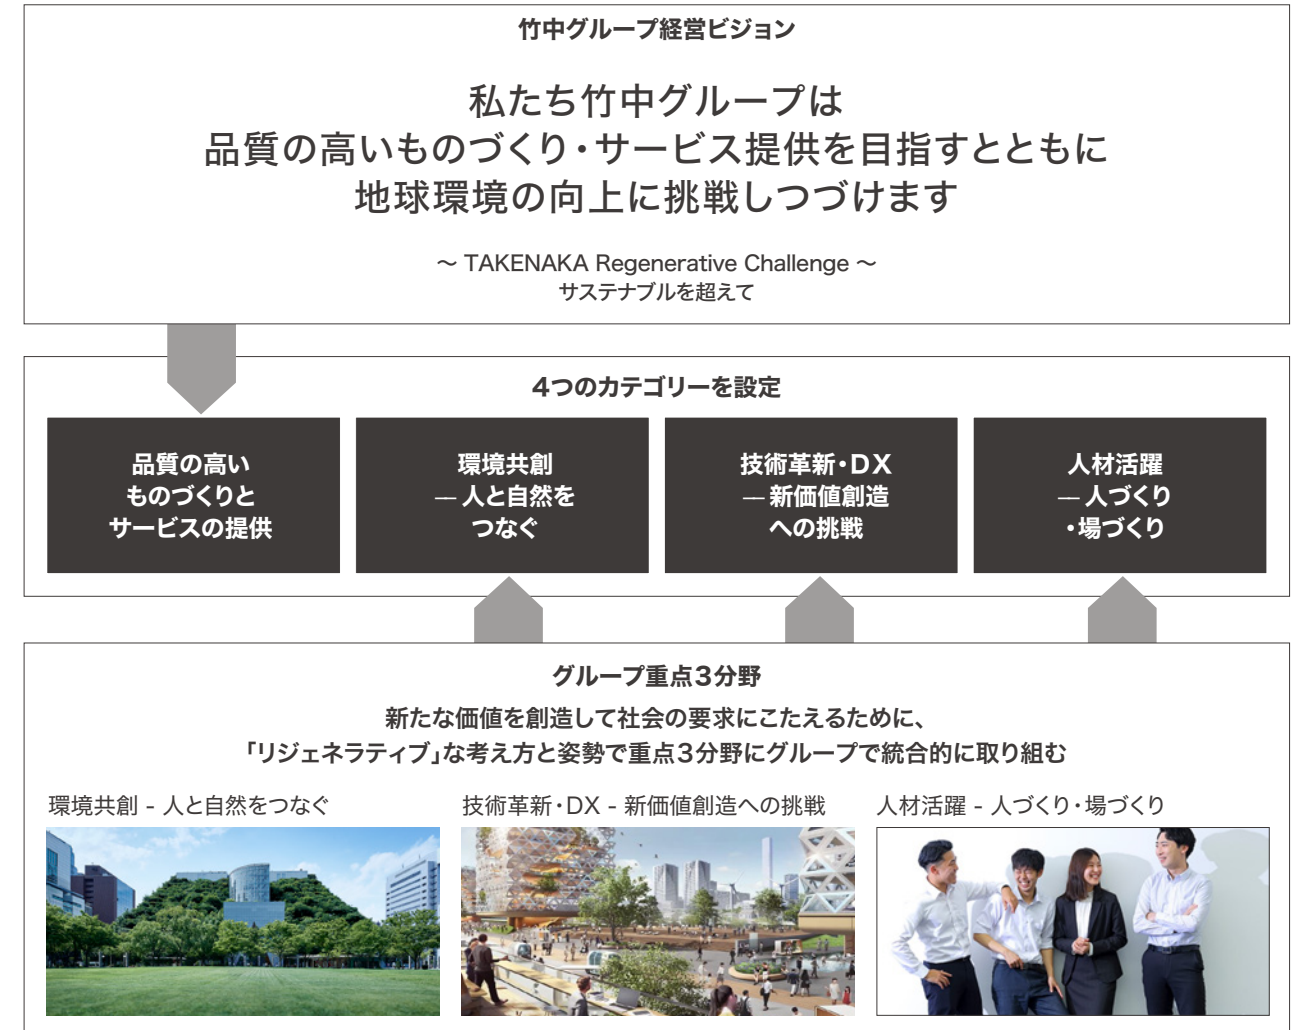 竹中グループ経営ビジョン
私たち竹中グループは
品質の高いものづくり・サービス提供を目指すとともに
地球環境の向上に挑戦しつづけます
～ TAKENAKA Regenerative Challenge ～
サステナブルを超えて
4つのカテゴリーを設定
品質の高い
ものづくりと
サービスの提供
環境共創
― 人と自然を
つなぐ
技術革新・DX
― 新価値創造
への挑戦
人材活躍
― 人づくり
・場づくり
グループ重点3分野
新たな価値を創造して社会の要求にこたえるために、
「リジェネラティブ」な考え方と姿勢で重点3分野にグループで統合的に取り組む
環境共創 - 人と自然をつなぐ
技術革新・DX - 新価値創造への挑戦
人材活躍 - 人づくり・場づくり